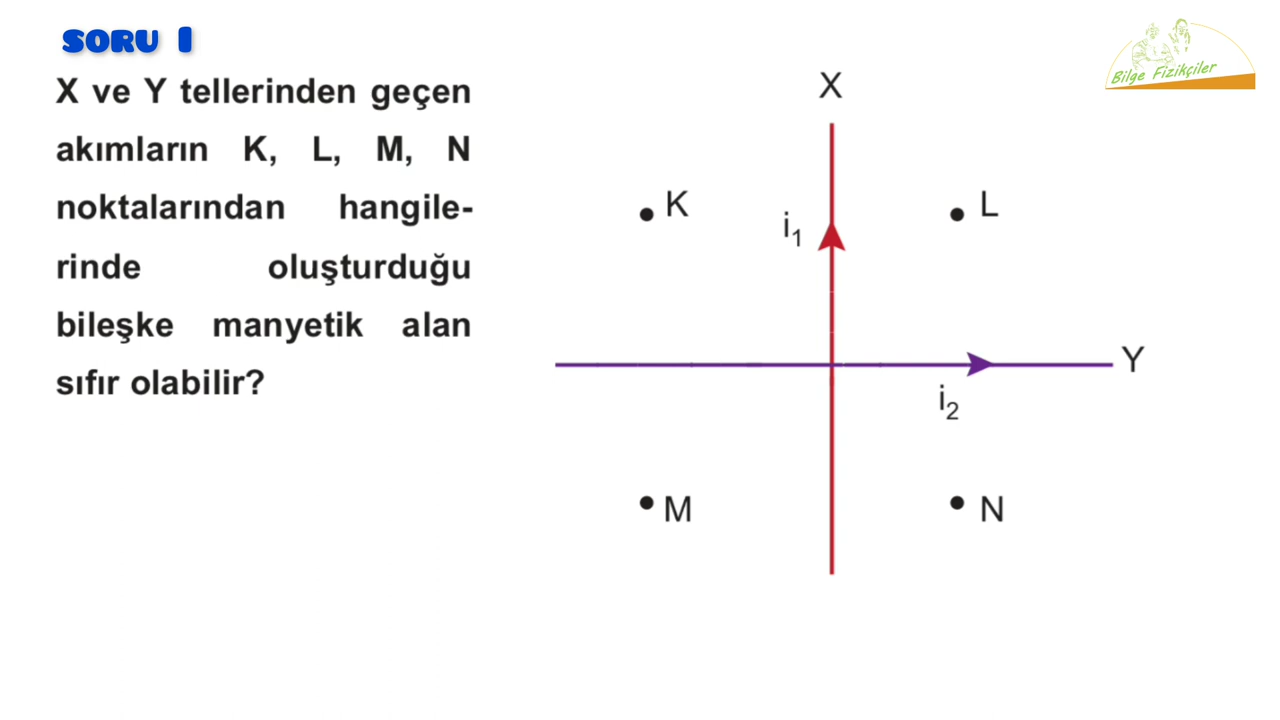 SORU 1
Bilge Fizikçiler
X ve Y tellerinden geçen
akımların K, L, M, N
noktalarından hangile-
rinde oluşturduğu
bileşke manyetik alan
sıfır olabilir?
X
K
L
i1
Y
i2
M
N